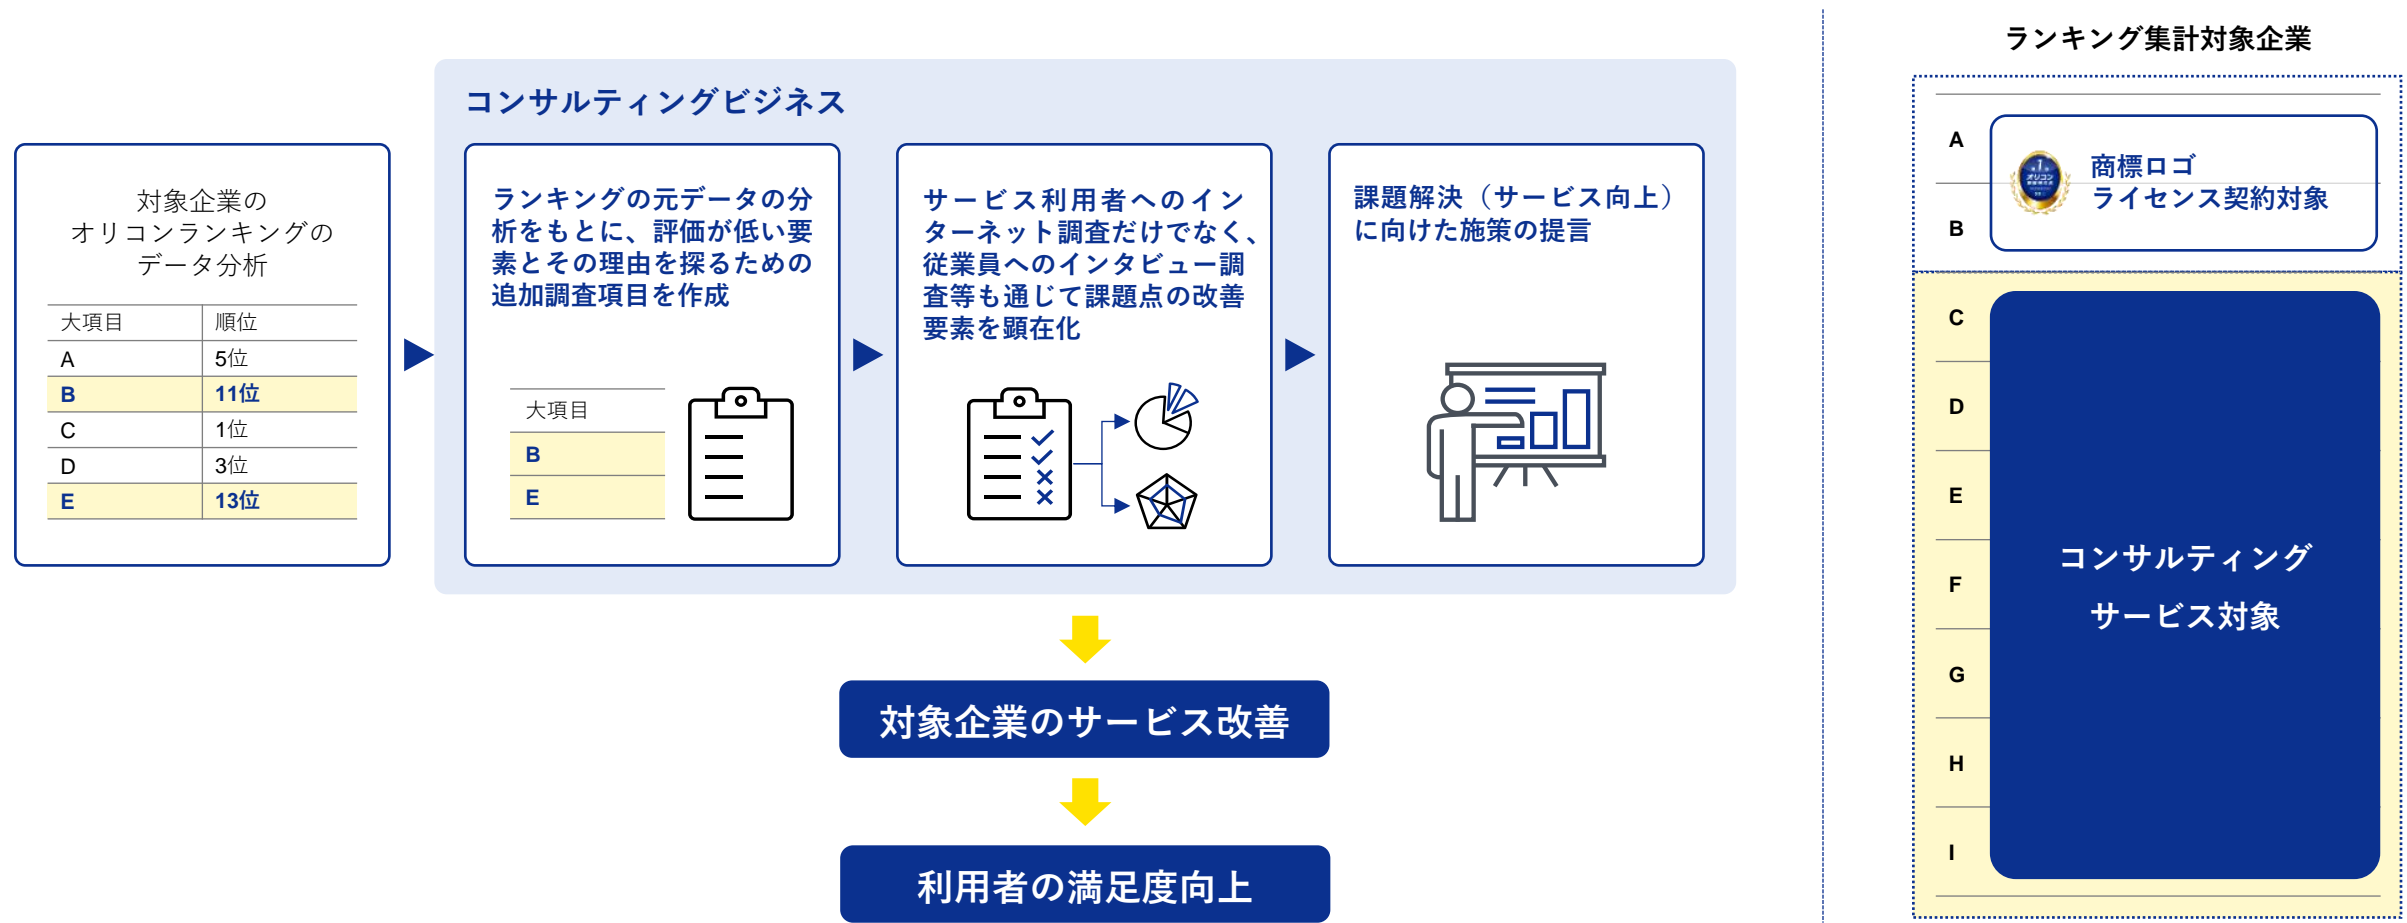 コンサルティングビジネス
対象企業の
オリコンランキングの
データ分析
大項目 順位
A 5位
B 11位
C 1位
D 3位
E 13位
ランキングの元データの分
析をもとに、評価が低い要
素とその理由を探るための
追加調査項目を作成
大項目
B
E
サービス利用者へのイン
ターネット調査だけでなく、
従業員へのインタビュー調
査等も通じて課題点の改善
要素を顕在化
課題解決（サービス向上）
に向けた施策の提言
対象企業のサービス改善
利用者の満足度向上
ランキング集計対象企業
A
B
オリコン
商標ロゴ
ライセンス契約対象
C
D
E
F
G
H
I
コンサルティング
サービス対象